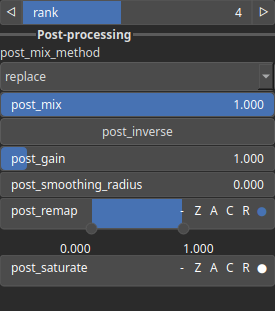 rank 4
Post-processing
post_mix_method
replace
post_mix 1.000
post_inverse
post_gain 1.000
post_smoothing_radius 0.000
post_remap - Z A C R
0.000 1.000
post_saturate - Z A C R